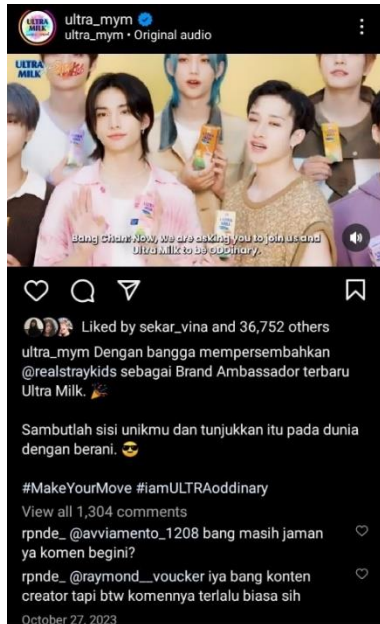 ultra_mym
ultra_mym • Original audio
ULTRA
MILK
ULTRA
MILK
Bang Chan: Now, we are asking you to join us and
Ultra Milk to be ODDinary.
Liked by sekar_vina and 36,752 others
ultra_mym Dengan bangga mempersembahkan
@realstraykids sebagai Brand Ambassador terbaru
Ultra Milk. 🎉
Sambutlah sisi unikmu dan tunjukkan itu pada dunia
dengan berani. 😎
#MakeYourMove #iamULTRAoddinary
View all 1,304 comments
rpnde_ @avviamento_1208 bang masih jaman
ya komen begini?
rpnde_ @raymond__voucker iya bang konten
creator tapi btw komennya terlalu biasa sih
October 27, 2023